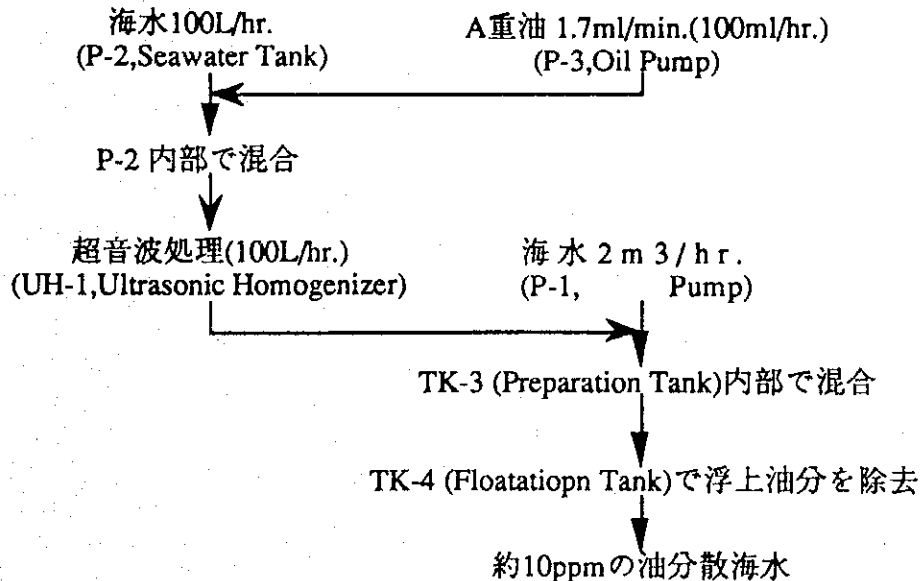 海水100L/hr.
(P-2,Seawater Tank)
A重油 1.7ml/min.(100ml/hr.)
(P-3,Oil Pump)
P-2 内部で混合
超音波処理(100L/hr.)
(UH-1,Ultrasonic Homogenizer)
海 水 2 m 3 / h r .
(P-1, Pump)
TK-3 (Preparation Tank)内部で混合
TK-4 (Floatatiopn Tank)で浮上油分を除去
約10ppmの油分散海水